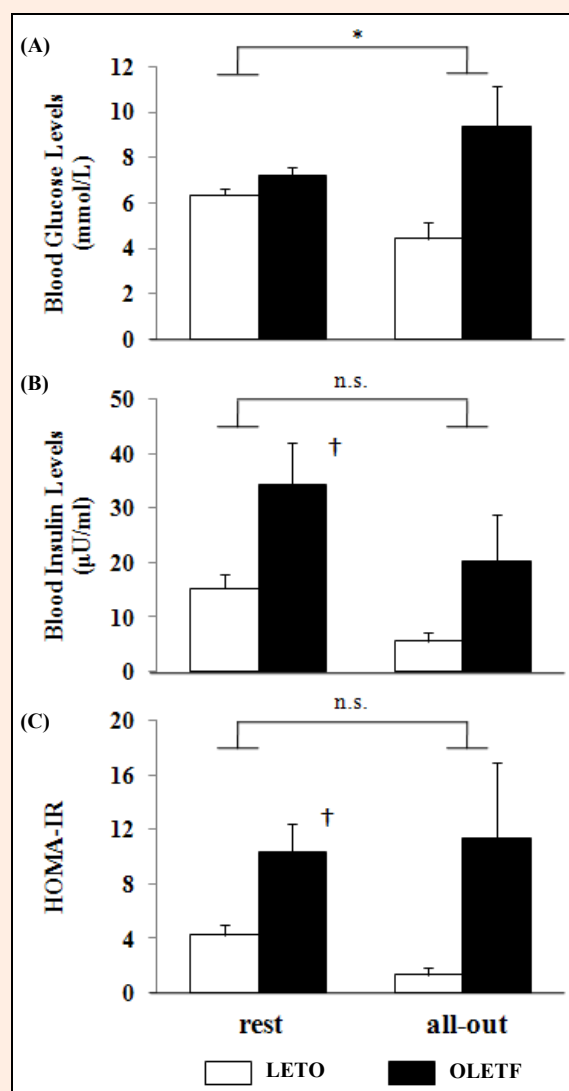 (A)
*
12
10
8
6
4
2
0
Blood Glucose Levels
(mmol/L)
(B)
n.s.
50
40
30
20
10
0
†
Blood Insulin Levels
(µU/ml)
(C)
n.s.
20
16
12
8
4
0
†
HOMA-IR
rest all-out
LETO OLETF